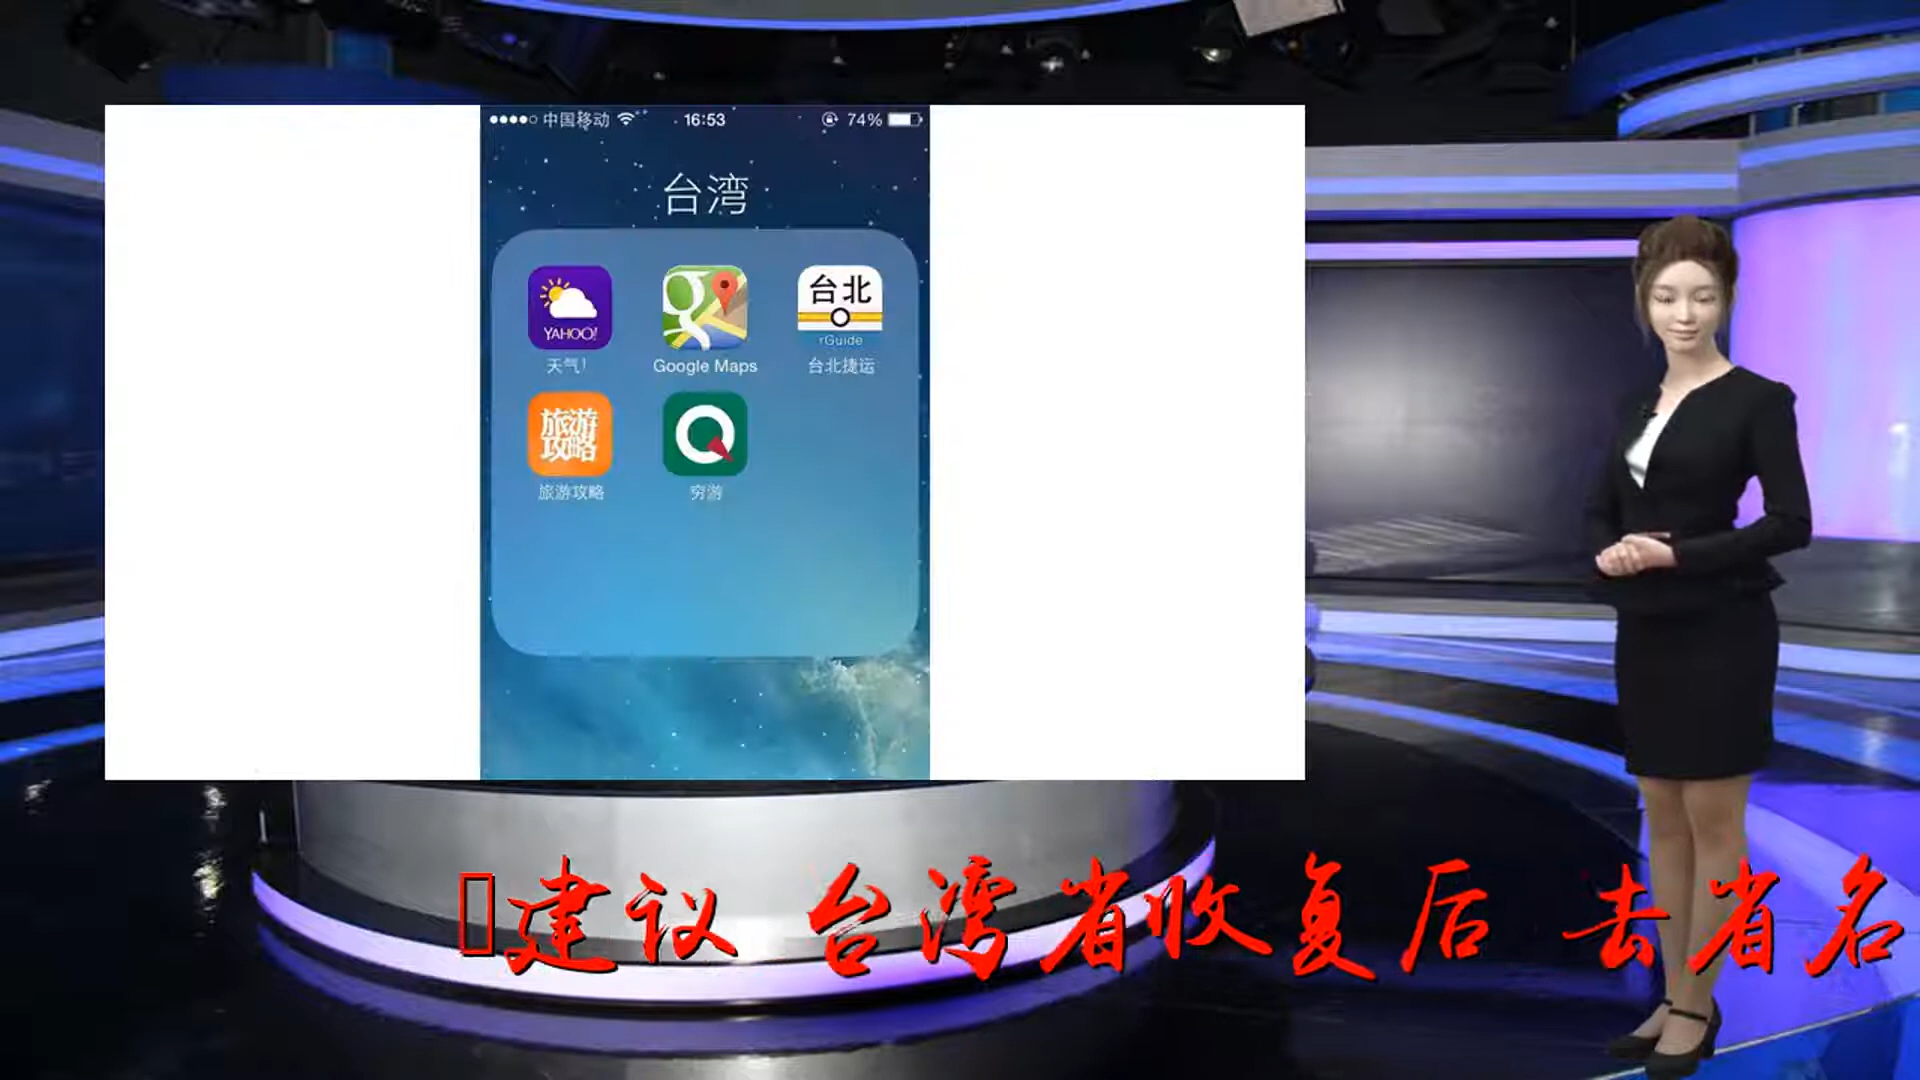 中国移动 16:53 74%
台湾
YAHOO!
天气!
Google Maps
台北
rGuide
台北捷运
旅游攻略
旅游攻略
穷游
建议 台湾省收复后 去省名